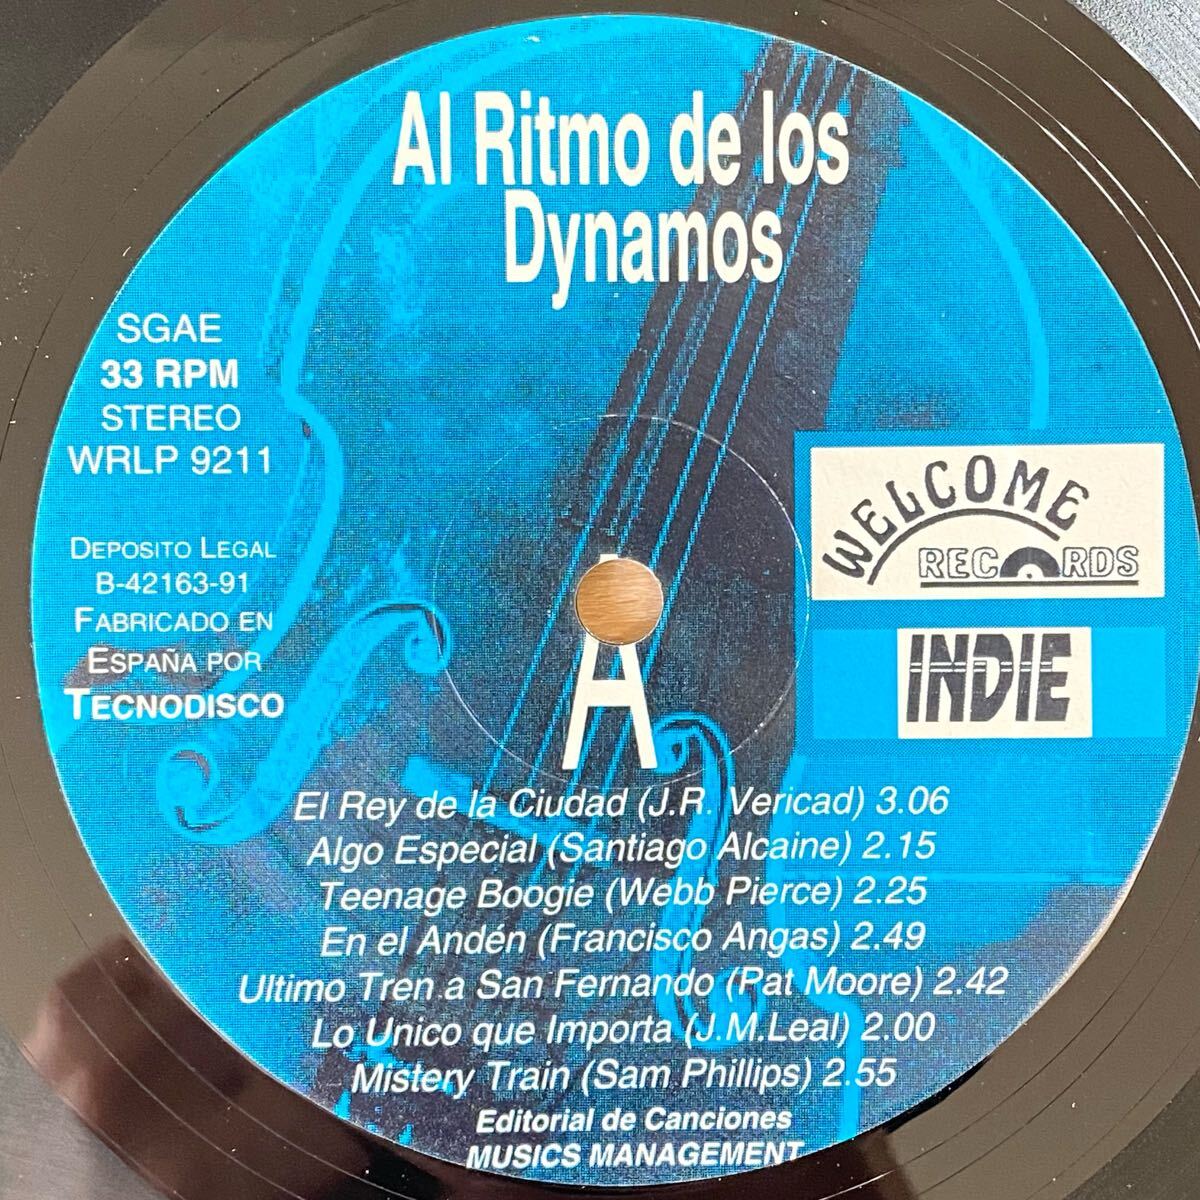 Al Ritmo de los
Dynamos
SGAE
33 RPM
STEREO
WRLP 9211
DEPOSITO LEGAL
B-42163-91
FABRICADO EN
ESPAÑA POR
TECNODISCO
WELCOME
RECORDS
INDIE
A
El Rey de la Ciudad (J.R. Vericad) 3.06
Algo Especial (Santiago Alcaine) 2.15
Teenage Boogie (Webb Pierce) 2.25
En el Andén (Francisco Angas) 2.49
Ultimo Tren a San Fernando (Pat Moore) 2.42
Lo Unico que Importa (J.M.Leal) 2.00
Mistery Train (Sam Phillips) 2.55
Editorial de Canciones
MUSICS MANAGEMENT